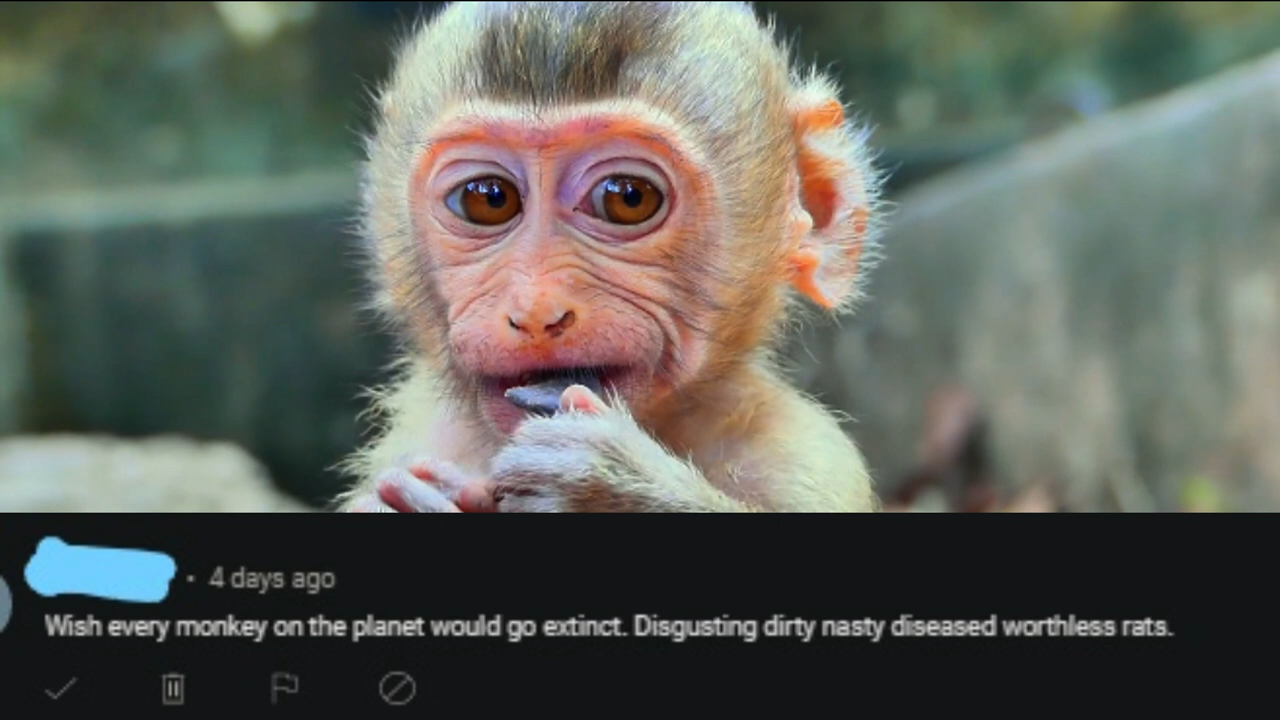 • 4 days ago
Wish every monkey on the planet would go extinct. Disgusting dirty nasty diseased worthless rats.